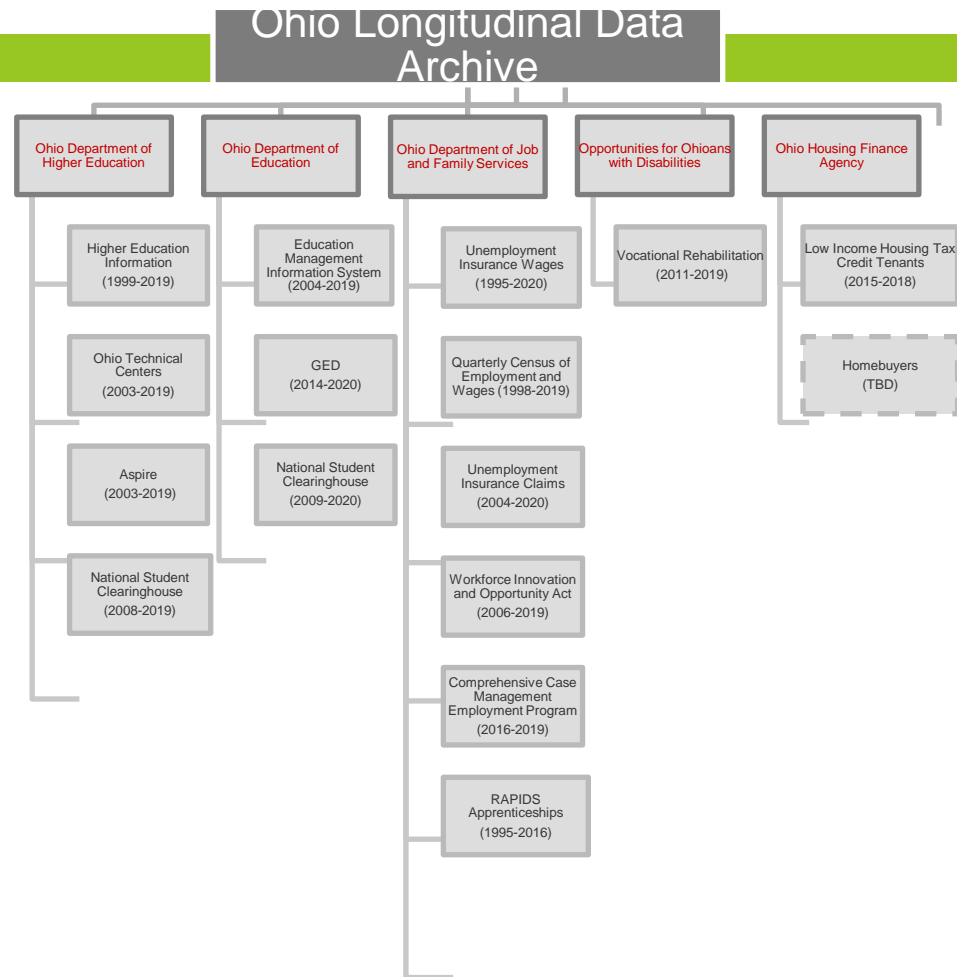 Ohio Longitudinal Data
Archive
Ohio Department of
Higher Education
Higher Education
Information
(1999-2019)
Ohio Technical
Centers
(2003-2019)
Aspire
(2003-2019)
National Student
Clearinghouse
(2008-2019)
Ohio Department of
Education
Education
Management
Information System
(2004-2019)
GED
(2014-2020)
National Student
Clearinghouse
(2009-2020)
Ohio Department of Job
and Family Services
Unemployment
Insurance Wages
(1995-2020)
Quarterly Census of
Employment and
Wages (1998-2019)
Unemployment
Insurance Claims
(2004-2020)
Workforce Innovation
and Opportunity Act
(2006-2019)
Comprehensive Case
Management
Employment Program
(2016-2019)
RAPIDS
Apprenticeships
(1995-2016)
Opportunities for Ohioans
with Disabilities
Vocational Rehabilitation
(2011-2019)
Ohio Housing Finance
Agency
Low Income Housing Tax
Credit Tenants
(2015-2018)
Homebuyers
(TBD)